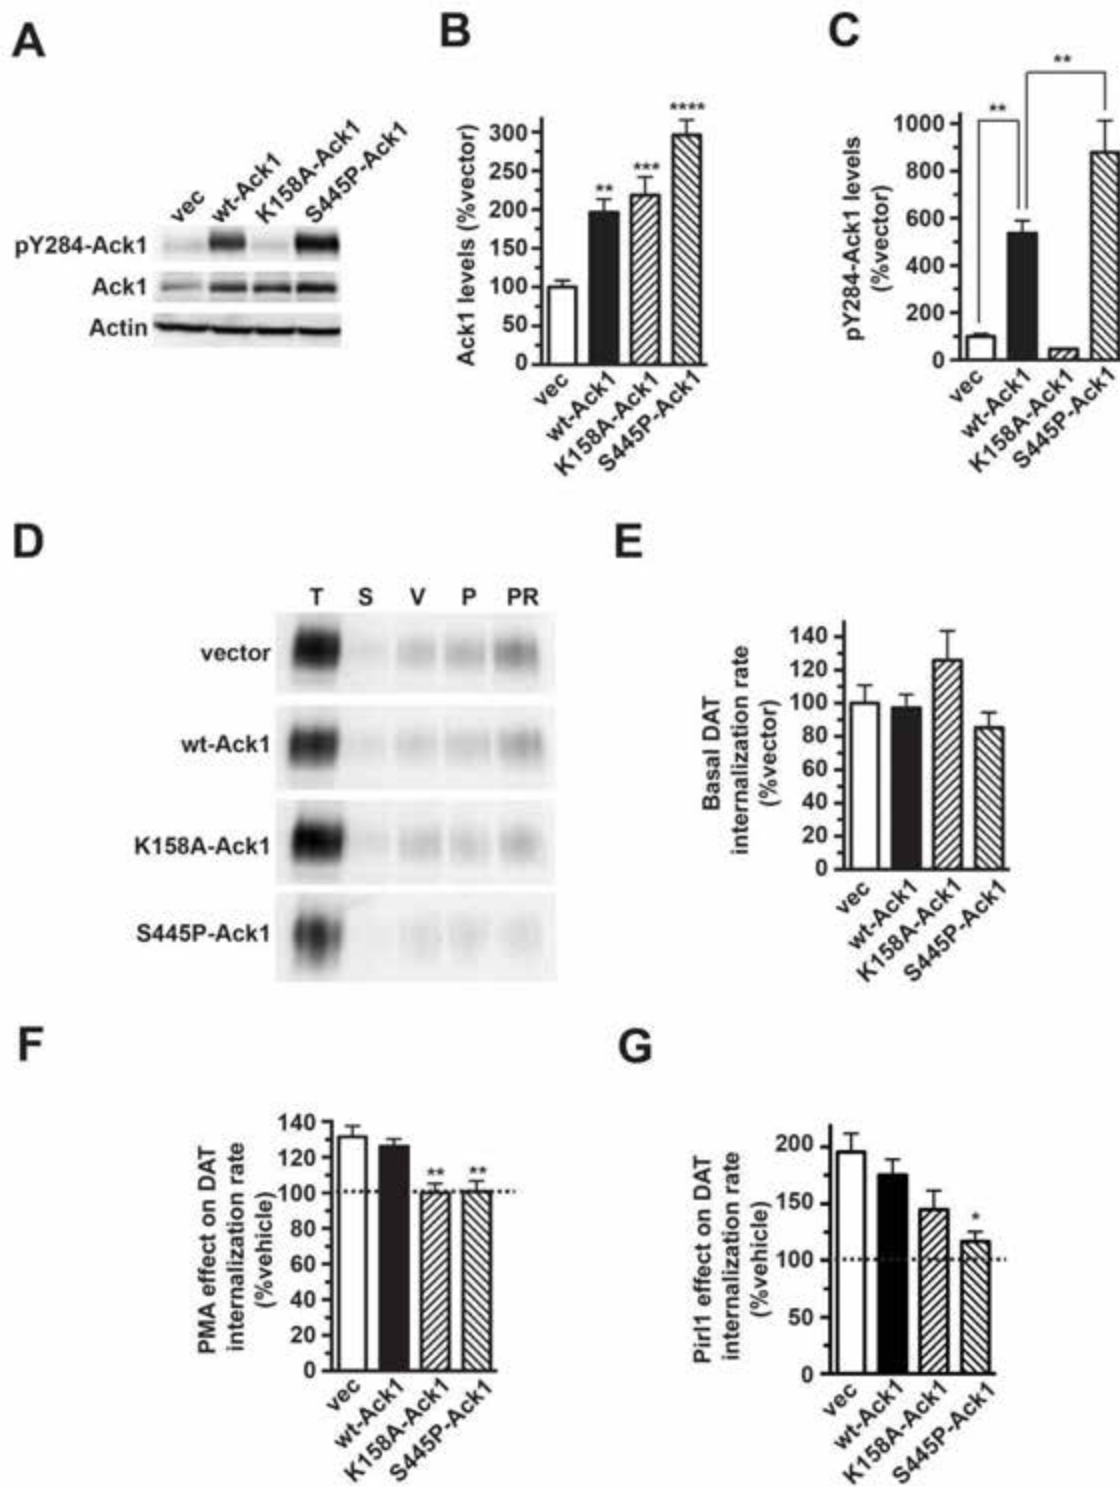 A
vec
wt-Ack1
K158A-Ack1
S445P-Ack1
pY284-Ack1
Ack1
Actin
B
Ack1 levels (%vector)
300
250
200
150
100
50
0
**
***
****
vec
wt-Ack1
K158A-Ack1
S445P-Ack1
C
pY284-Ack1 levels
(%vector)
1000
800
600
400
200
0
**
**
vec
wt-Ack1
K158A-Ack1
S445P-Ack1
D
T S V P PR
vector
wt-Ack1
K158A-Ack1
S445P-Ack1
E
Basal DAT
internalization rate
(%vector)
140
120
100
80
60
40
20
0
vec
wt-Ack1
K158A-Ack1
S445P-Ack1
F
PMA effect on DAT
internalization rate
(%vehicle)
140
120
100
80
60
40
20
0
**
**
vec
wt-Ack1
K158A-Ack1
S445P-Ack1
G
Pirl1 effect on DAT
internalization rate
(%vehicle)
200
150
100
50
0
*
vec
wt-Ack1
K158A-Ack1
S445P-Ack1